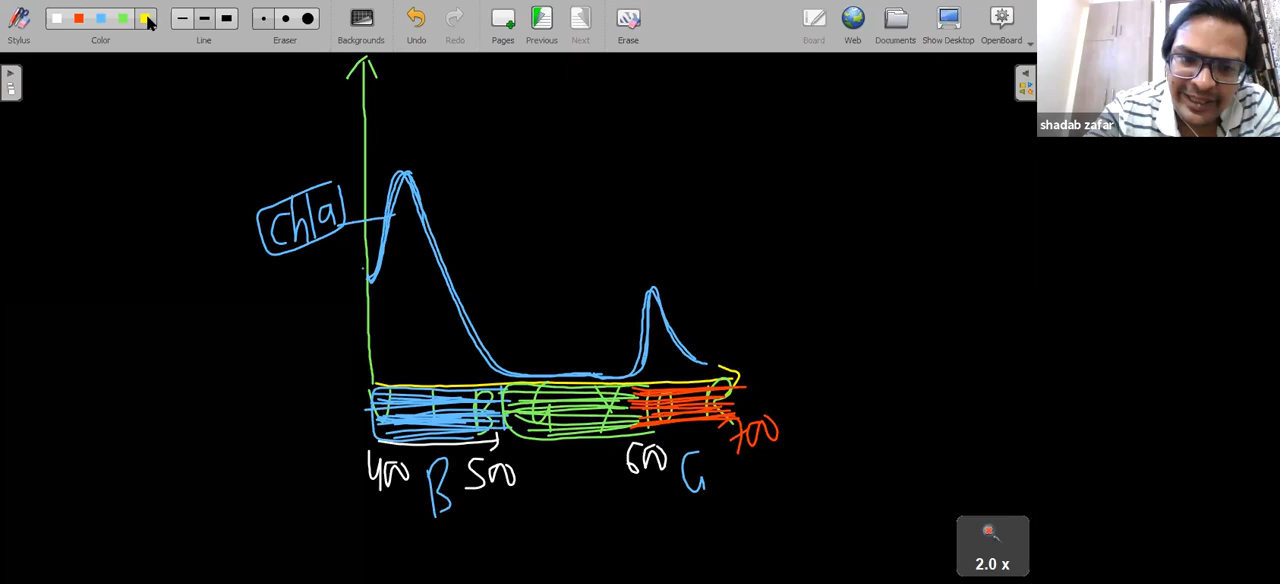 Stylus
Color
Line
Eraser
Backgrounds
Undo
Redo
Pages
Previous
Next
Erase
Board
Web
Documents
Show Desktop
OpenBoard
shadab zafar
Chla
V I B G Y O R
400 500 600 700
B G
2.0 x